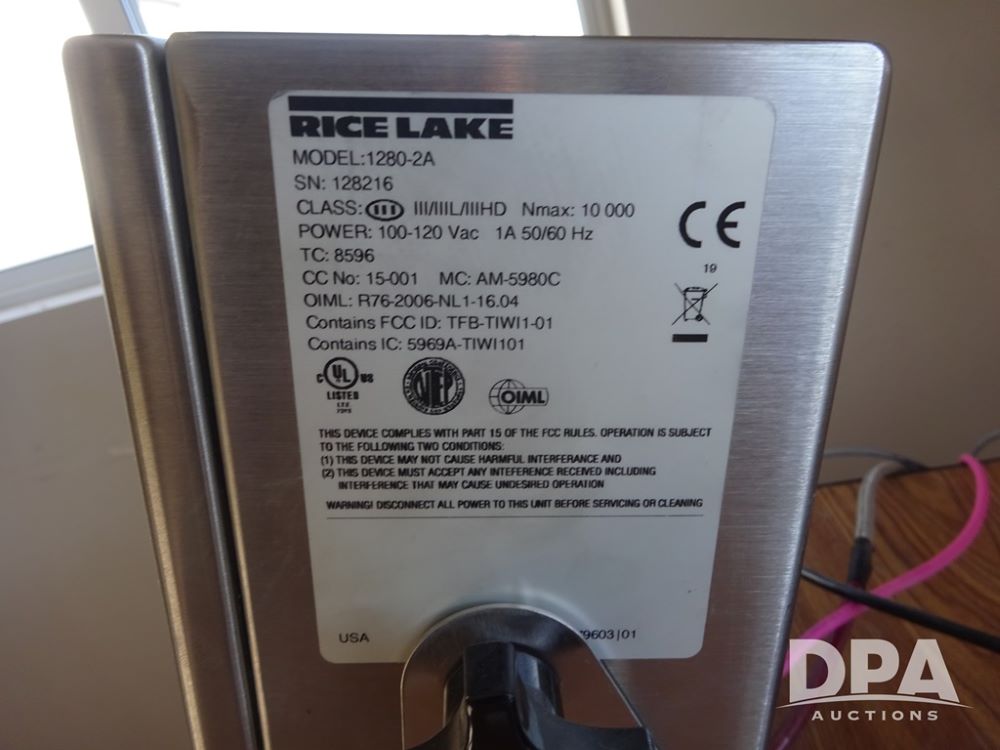 RICE LAKE
MODEL:1280-2A
SN: 128216
CLASS: III III/IIIL/IIIHD Nmax: 10 000
POWER: 100-120 Vac 1A 50/60 Hz
TC: 8596
CC No: 15-001 MC: AM-5980C
OIML: R76-2006-NL1-16.04
Contains FCC ID: TFB-TIWI1-01
Contains IC: 5969A-TIWI101
CE
19
C UL US
LISTED
NTEP
OIML
THIS DEVICE COMPLIES WITH PART 15 OF THE FCC RULES. OPERATION IS SUBJECT
TO THE FOLLOWING TWO CONDITIONS:
(1) THIS DEVICE MAY NOT CAUSE HARMFUL INTERFERANCE AND
(2) THIS DEVICE MUST ACCEPT ANY INTEFERENCE RECEIVED INCLUDING
INTERFERENCE THAT MAY CAUSE UNDESIRED OPERATION
WARNING! DISCONNECT ALL POWER TO THIS UNIT BEFORE SERVICING OR CLEANING
USA
9603|01
DPA
AUCTIONS